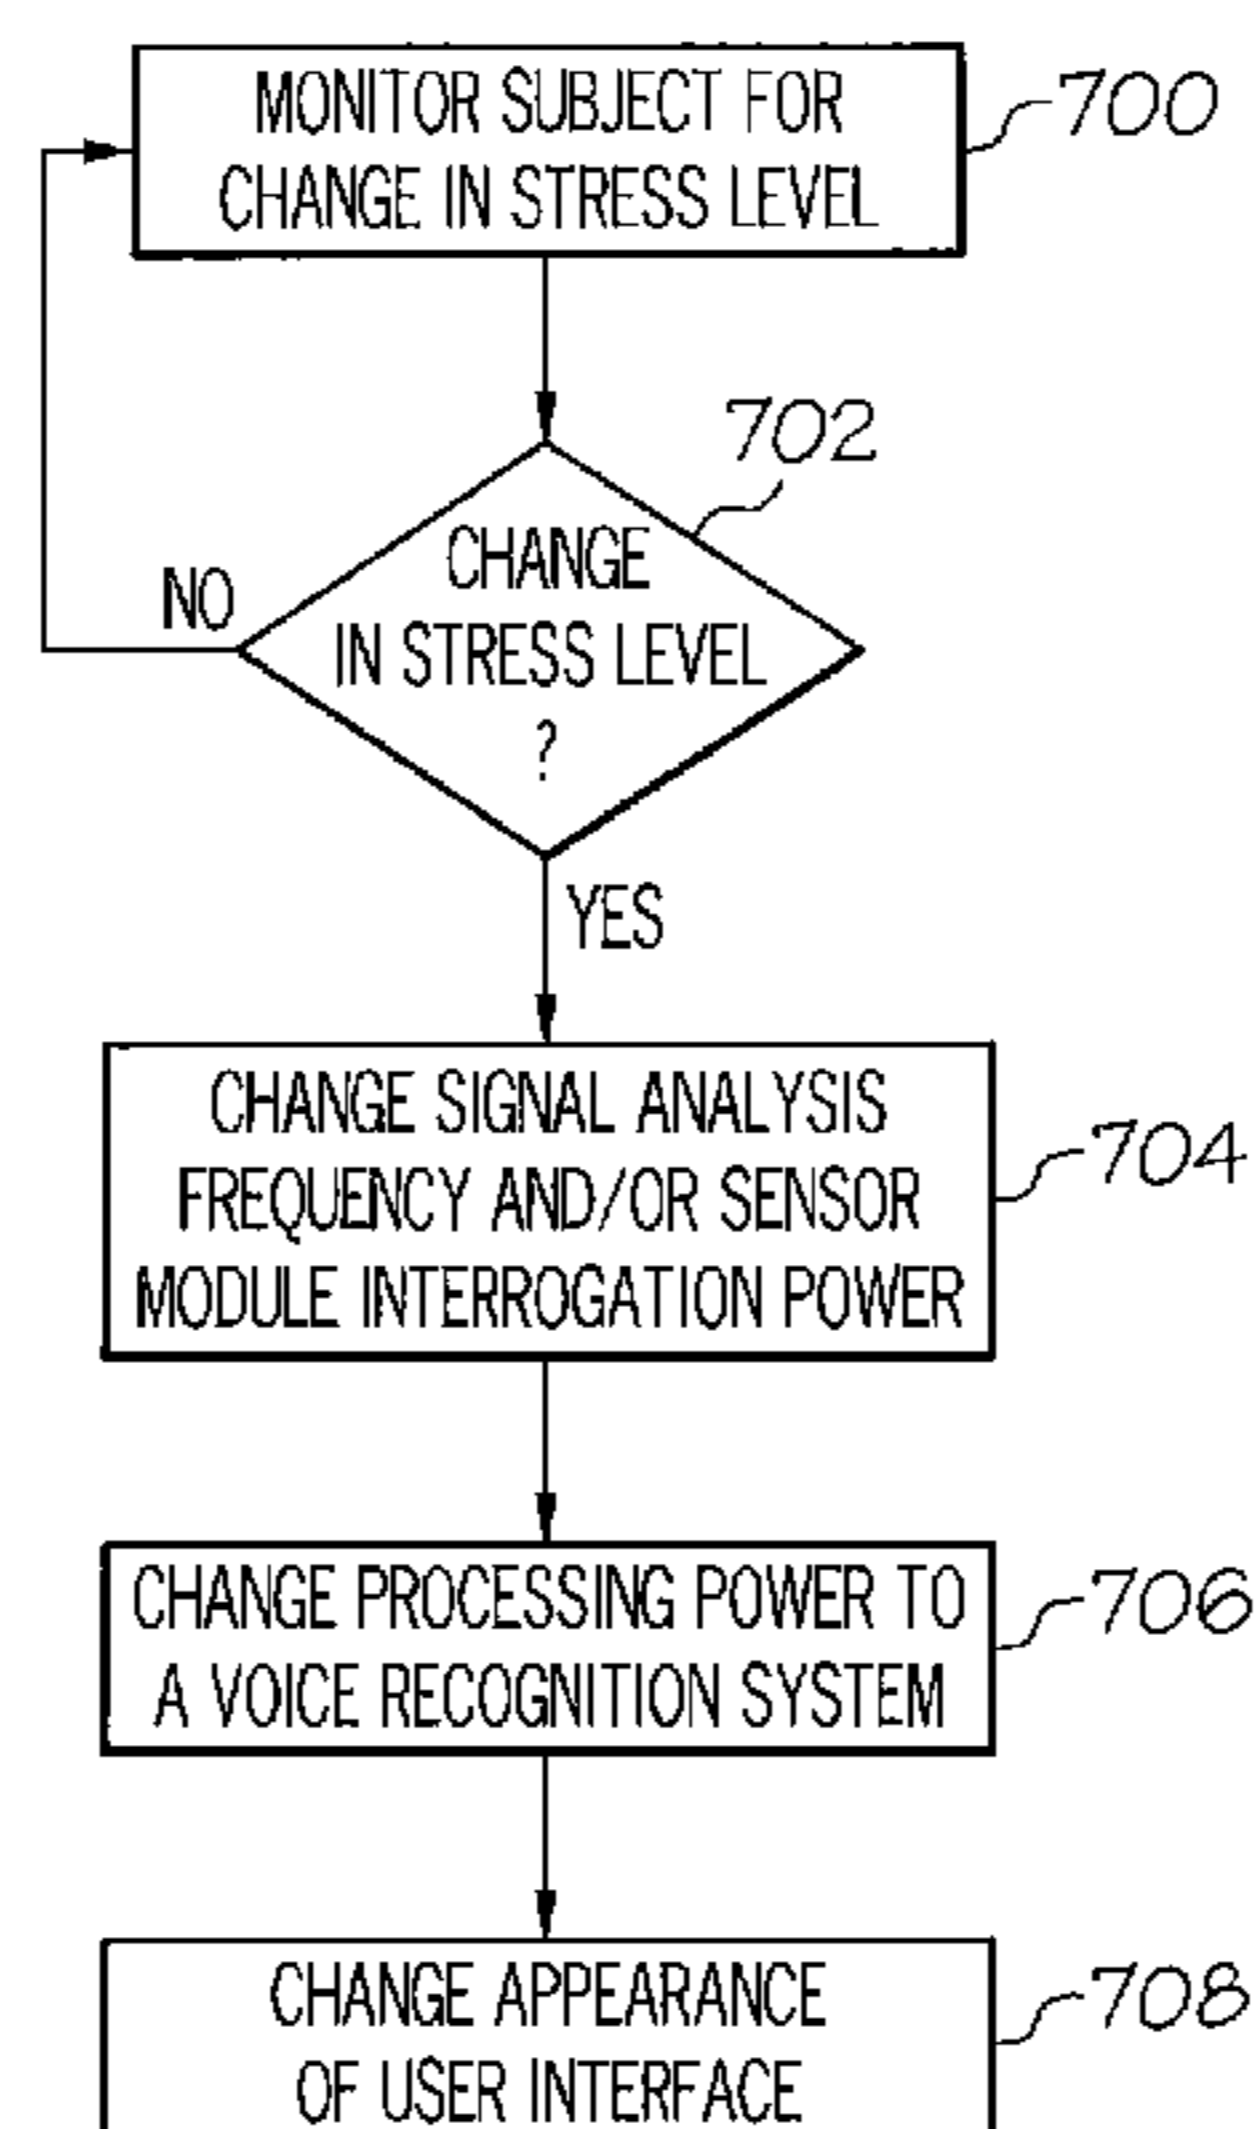 MONITOR SUBJECT FOR
CHANGE IN STRESS LEVEL
700
702
CHANGE
IN STRESS LEVEL
?
NO
YES
CHANGE SIGNAL ANALYSIS
FREQUENCY AND/OR SENSOR
MODULE INTERROGATION POWER
704
CHANGE PROCESSING POWER TO
A VOICE RECOGNITION SYSTEM
706
CHANGE APPEARANCE
OF USER INTERFACE
708